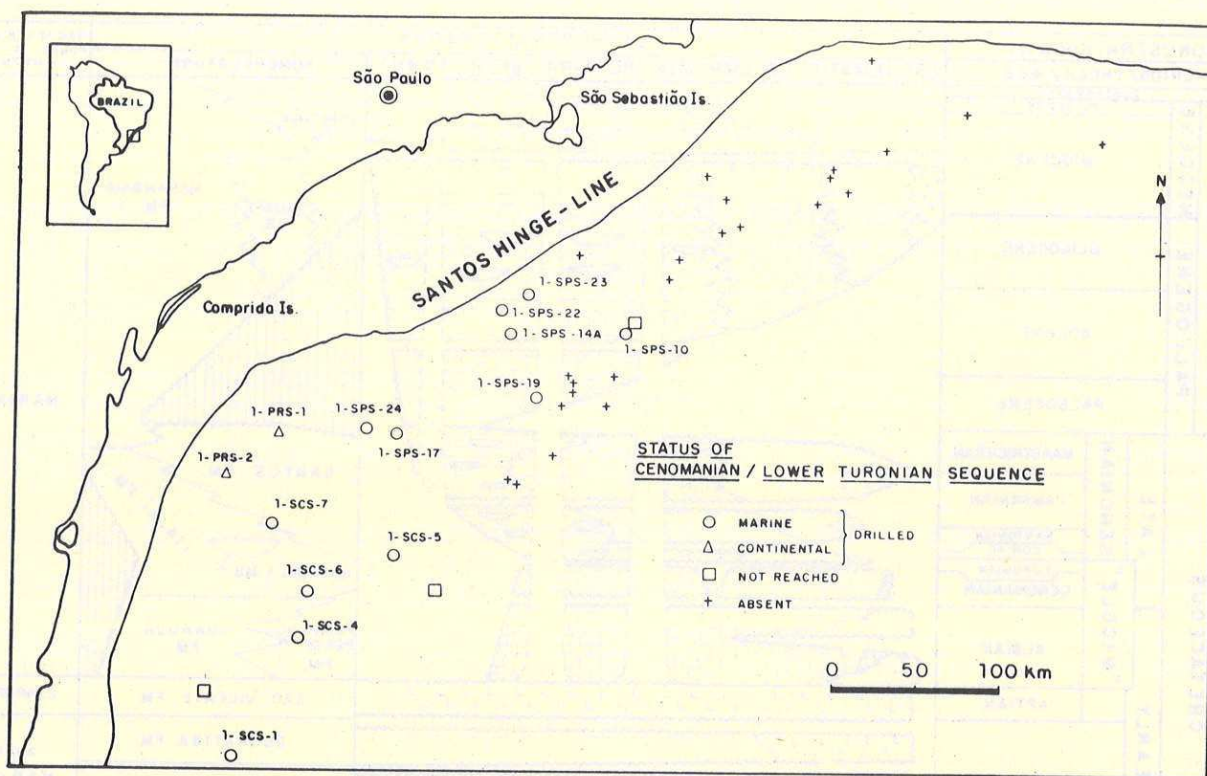 BRAZIL
São Paulo
São Sebastião Is.
N
SANTOS HINGE-LINE
Comprida Is.
1-SPS-23
1-SPS-22
1-SPS-14A
1-SPS-10
1-SPS-19
1-PRS-1
1-SPS-24
1-SPS-17
1-PRS-2
1-SCS-7
1-SCS-5
1-SCS-6
1-SCS-4
1-SCS-1
STATUS OF
CENOMANIAN / LOWER TURONIAN SEQUENCE
MARINE
CONTINENTAL
DRILLED
NOT REACHED
ABSENT
0 50 100 km